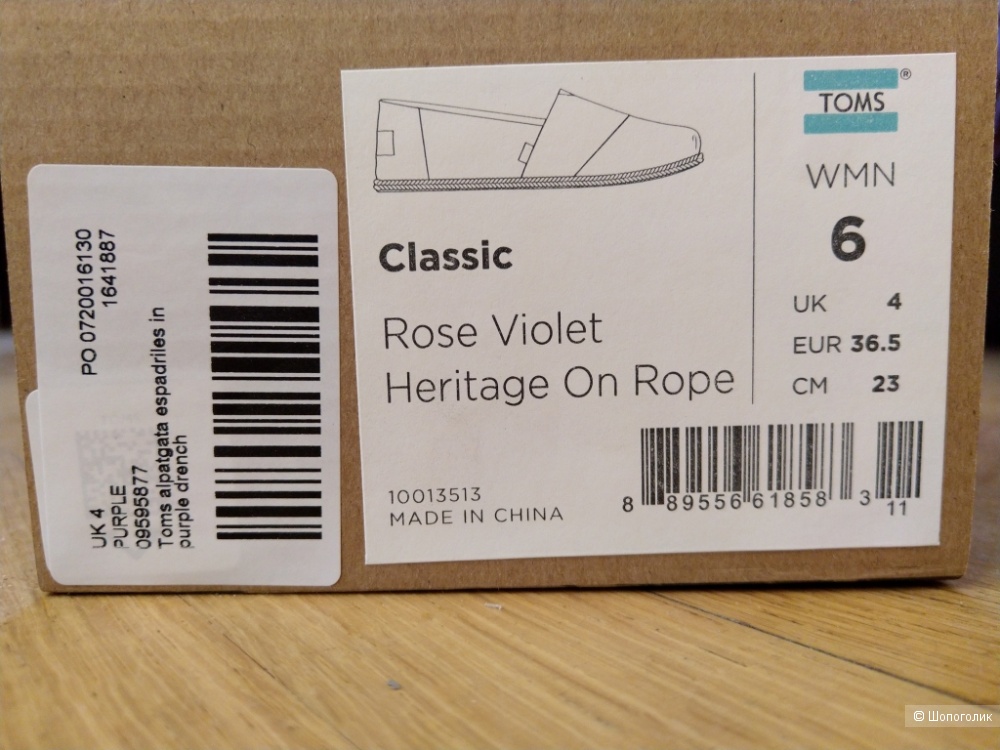 PO 0720016130
1641887
UK 4
PURPLE
09595877
Toms alpatgata espadriles in
purple drench
TOMS®
WMN
6
Classic
Rose Violet
Heritage On Rope
UK 4
EUR 36.5
CM 23
10013513
MADE IN CHINA
8 89556 61858 3 11
© Шопоголик